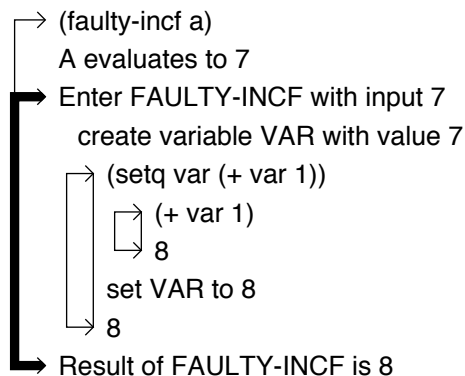 (faulty-incf a)
A evaluates to 7
Enter FAULTY-INCF with input 7
create variable VAR with value 7
(setq var (+ var 1))
(+ var 1)
8
set VAR to 8
8
Result of FAULTY-INCF is 8